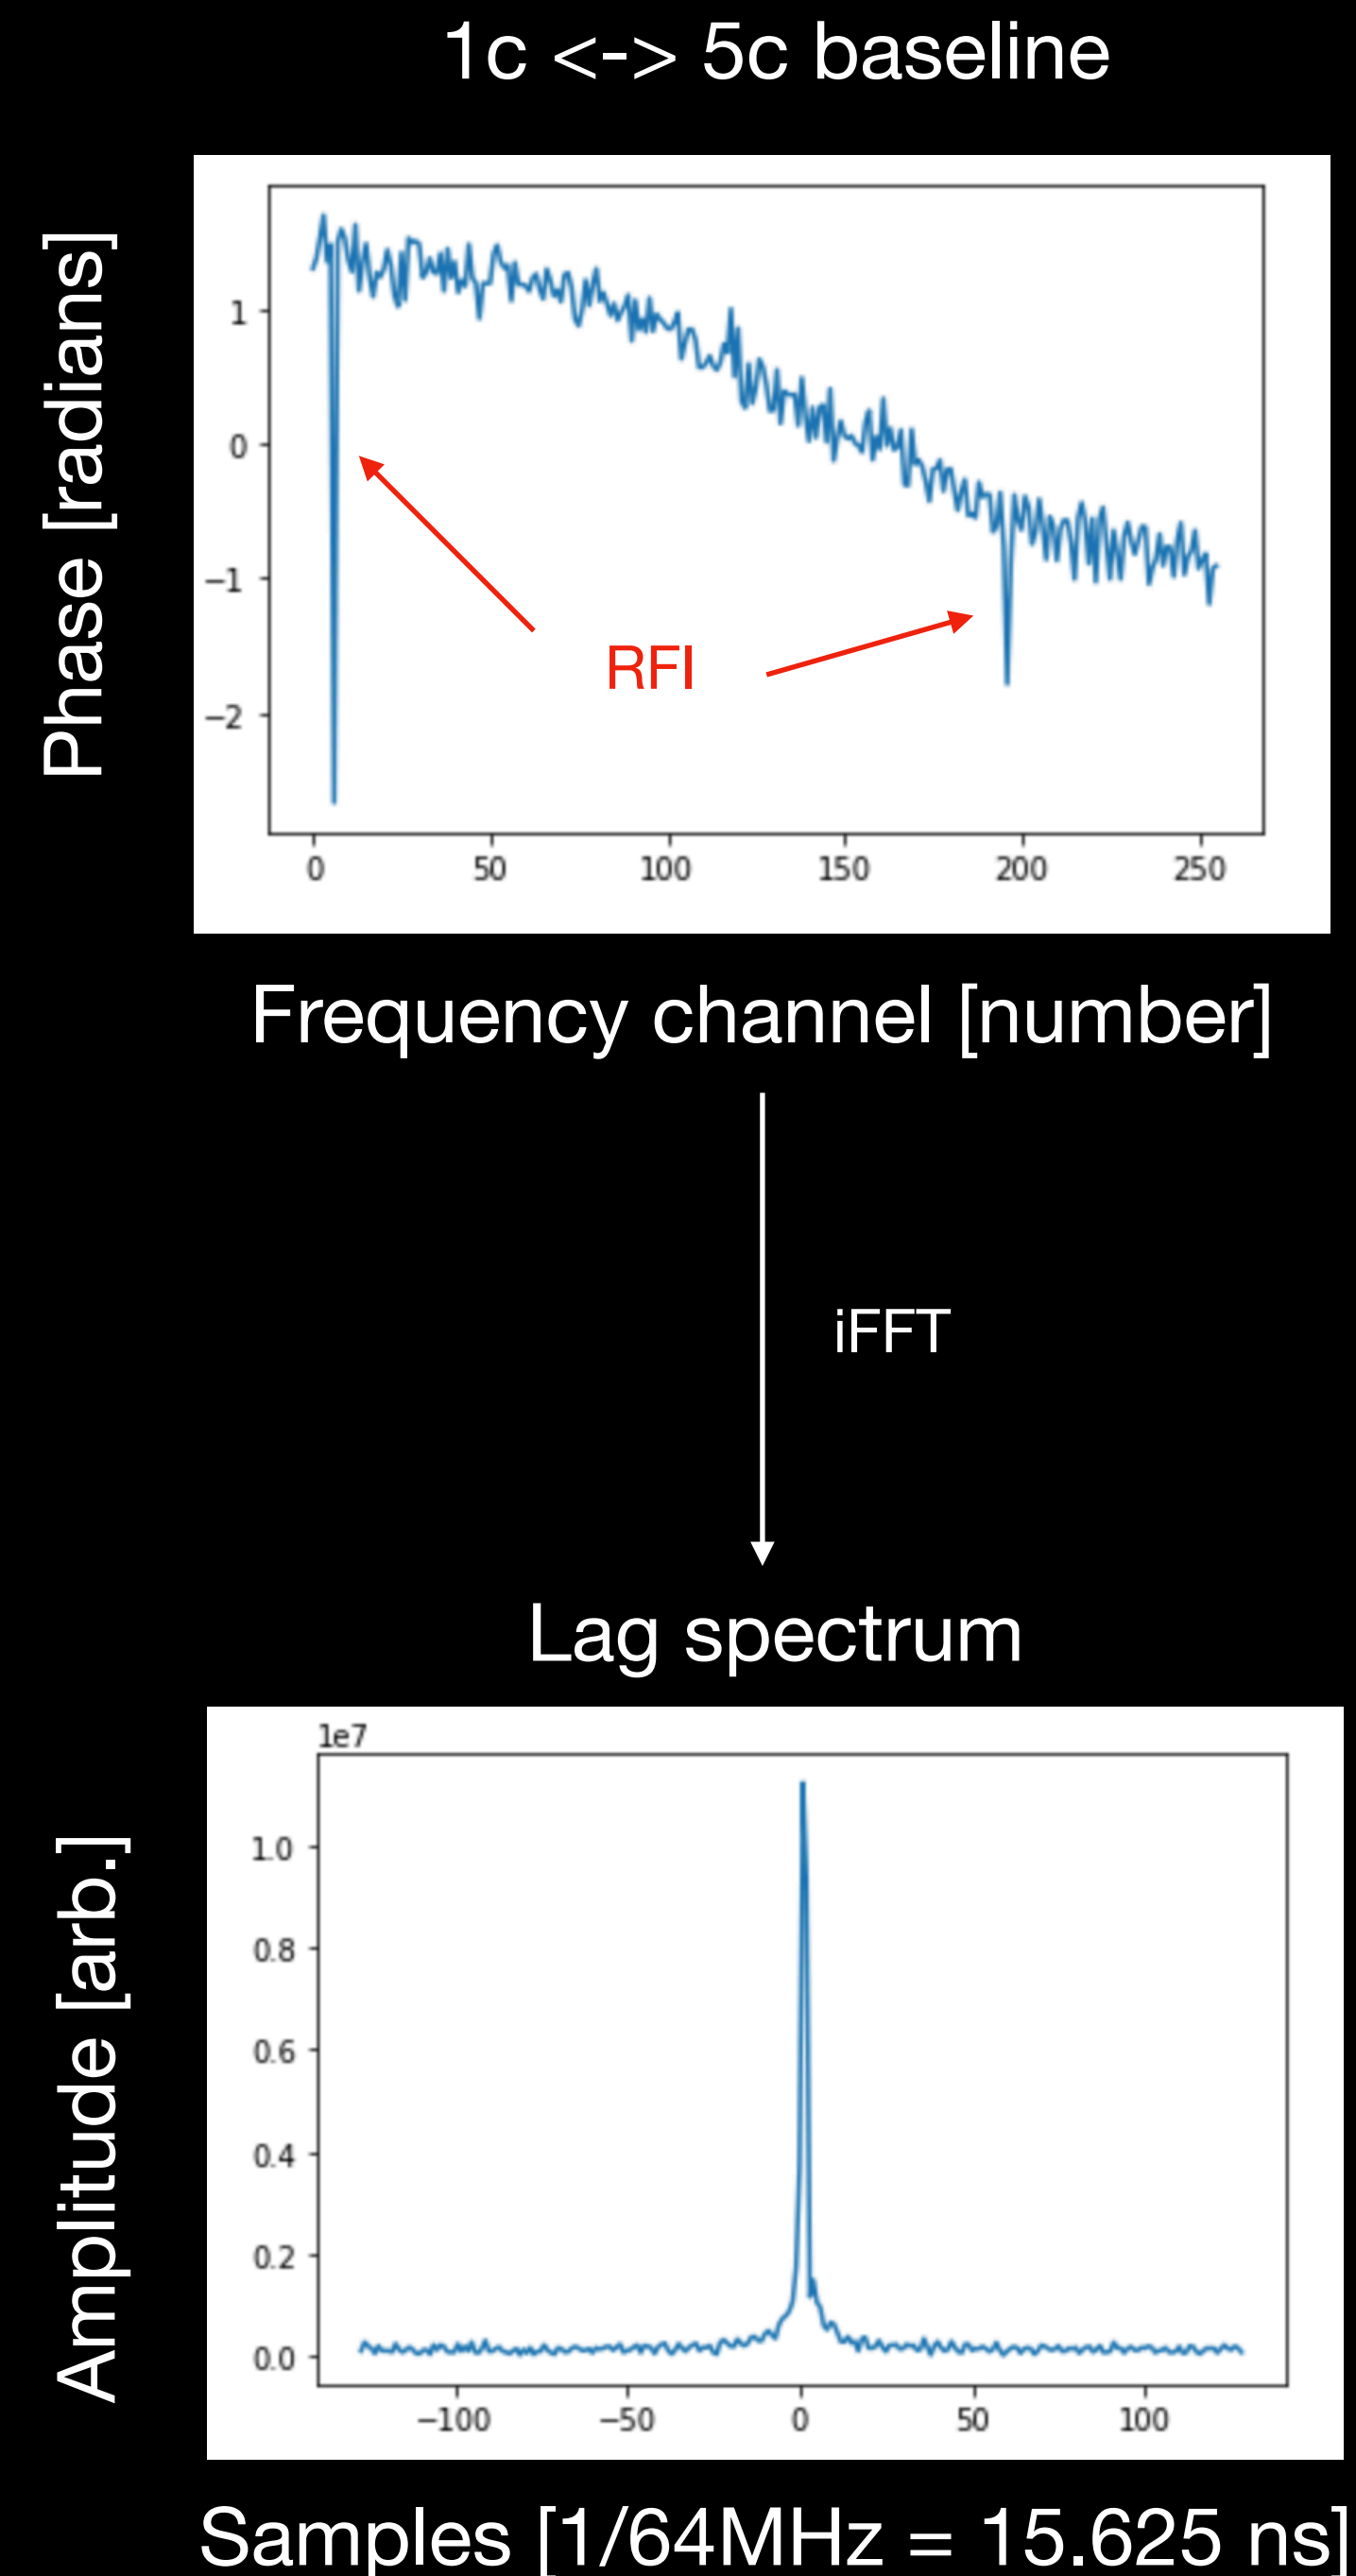 1c <-> 5c baseline
Phase [radians]
1
0
−1
−2
RFI
0 50 100 150 200 250
Frequency channel [number]
iFFT
Lag spectrum
1e7
Amplitude [arb.]
1.0
0.8
0.6
0.4
0.2
0.0
−100 −50 0 50 100
Samples [1/64MHz = 15.625 ns]